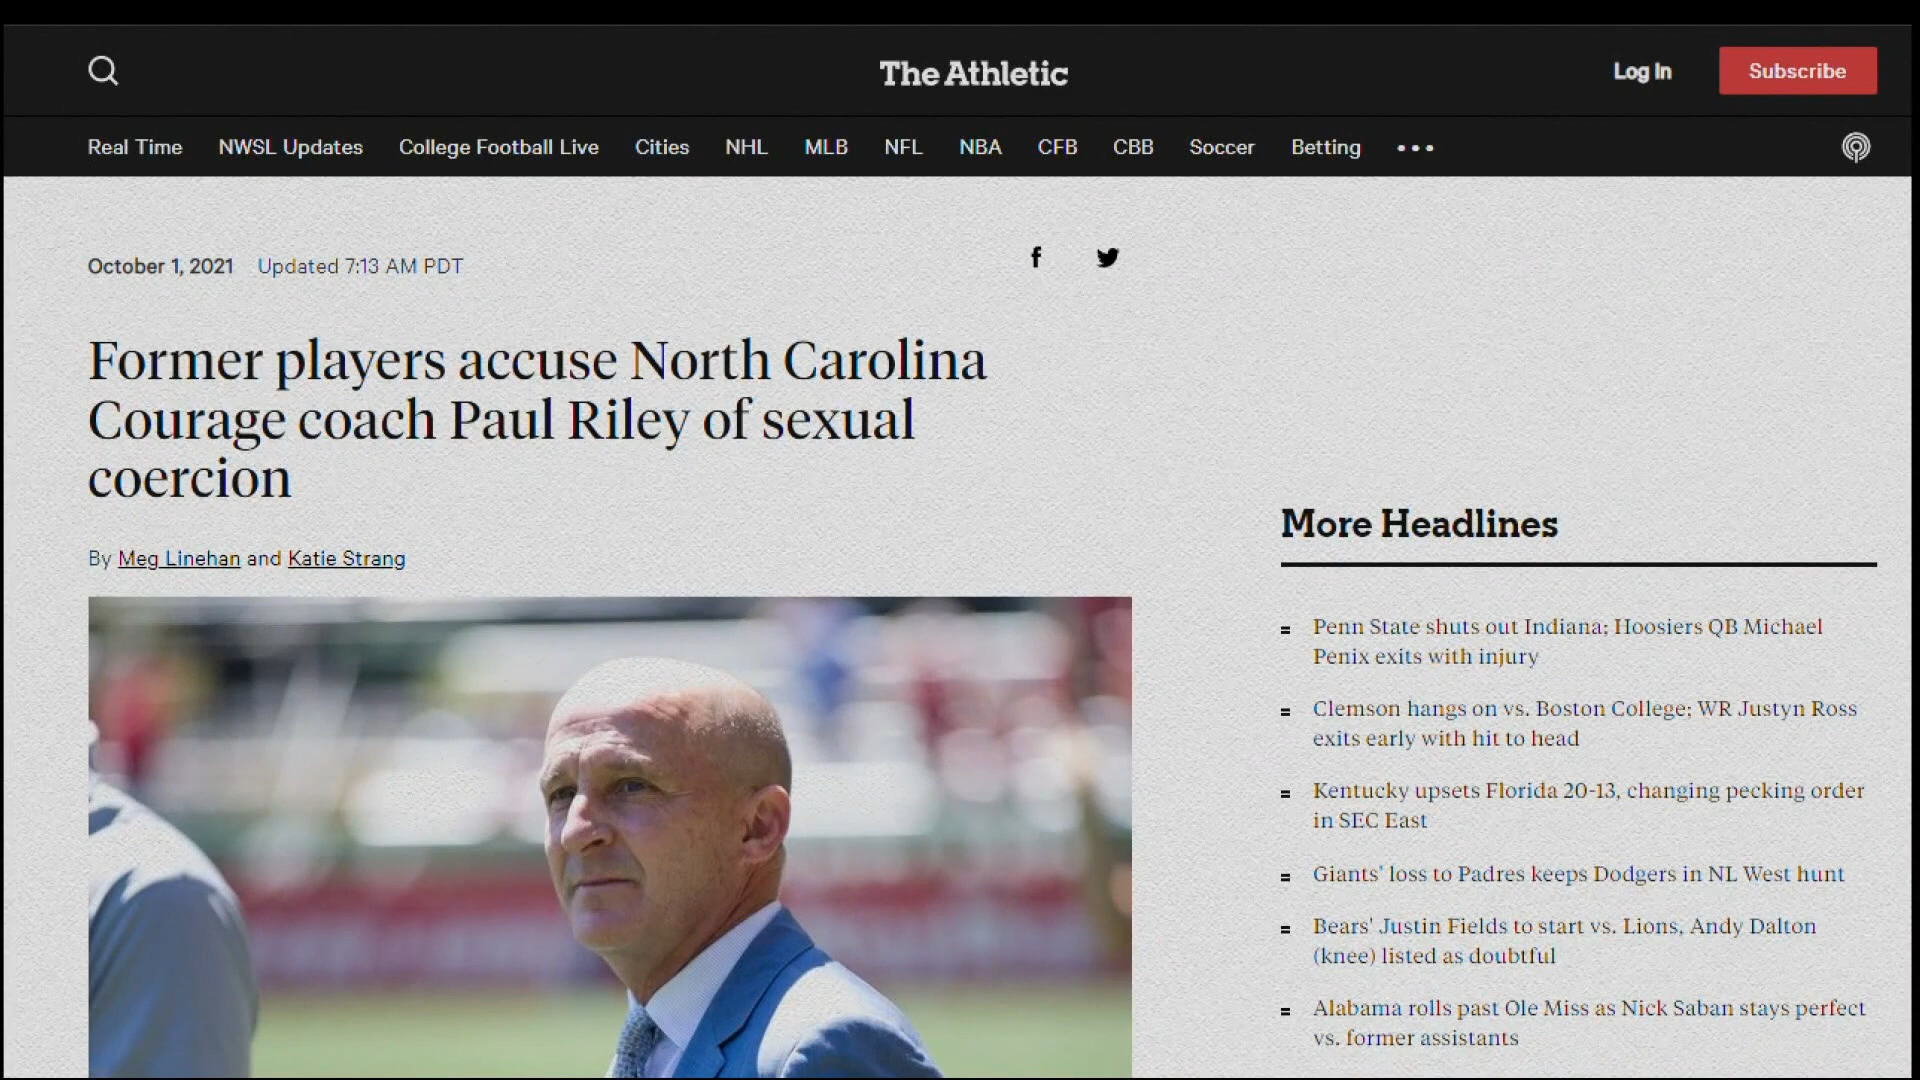 The Athletic
Log In
Subscribe
Real Time NWSL Updates College Football Live Cities NHL MLB NFL NBA CFB CBB Soccer Betting •••
October 1, 2021 Updated 7:13 AM PDT
Former players accuse North Carolina
Courage coach Paul Riley of sexual
coercion
By Meg Linehan and Katie Strang
More Headlines
Penn State shuts out Indiana; Hoosiers QB Michael
Penix exits with injury
Clemson hangs on vs. Boston College; WR Justyn Ross
exits early with hit to head
Kentucky upsets Florida 20-13, changing pecking order
in SEC East
Giants' loss to Padres keeps Dodgers in NL West hunt
Bears' Justin Fields to start vs. Lions, Andy Dalton
(knee) listed as doubtful
Alabama rolls past Ole Miss as Nick Saban stays perfect
vs. former assistants